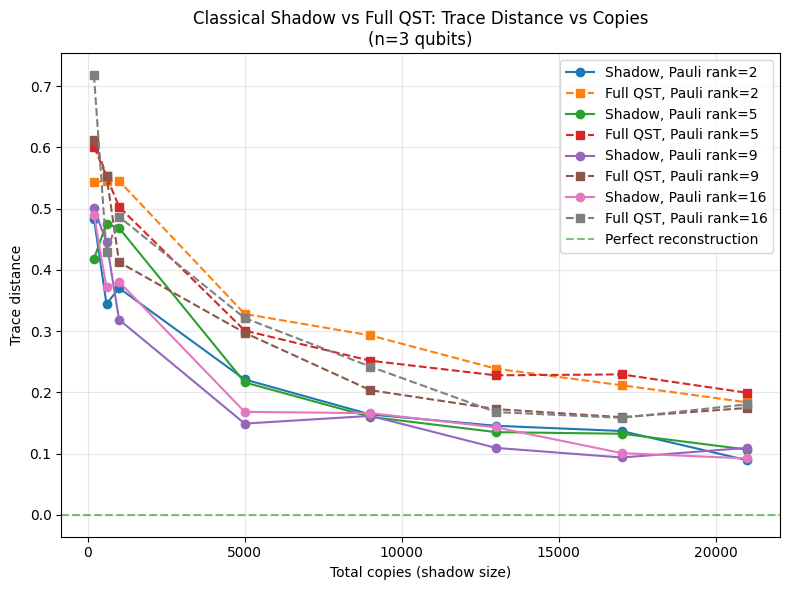 Classical Shadow vs Full QST: Trace Distance vs Copies
(n=3 qubits)
Trace distance
0.7
0.6
0.5
0.4
0.3
0.2
0.1
0.0
Shadow, Pauli rank=2
Full QST, Pauli rank=2
Shadow, Pauli rank=5
Full QST, Pauli rank=5
Shadow, Pauli rank=9
Full QST, Pauli rank=9
Shadow, Pauli rank=16
Full QST, Pauli rank=16
Perfect reconstruction
0 5000 10000 15000 20000
Total copies (shadow size)